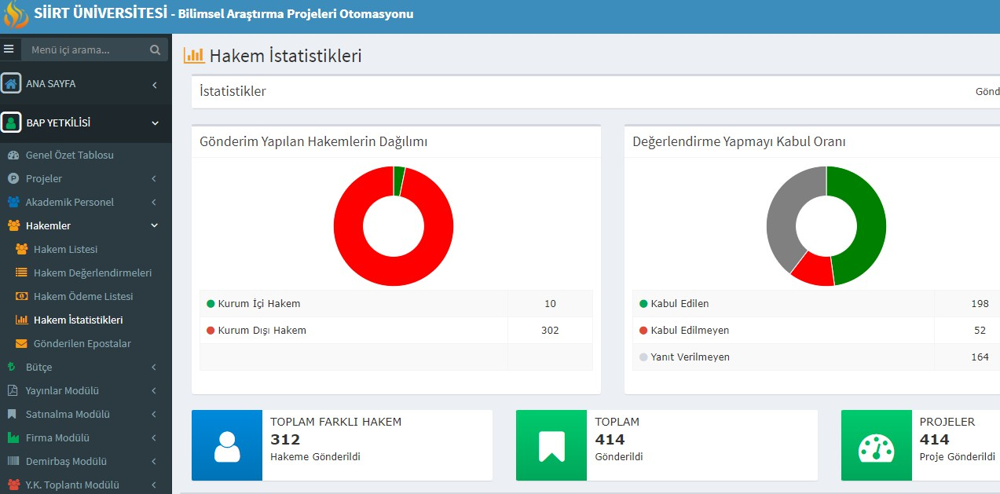 SİİRT ÜNİVERSİTESİ - Bilimsel Araştırma Projeleri Otomasyonu
Menü içi arama...
ANA SAYFA
BAP YETKİLİSİ
Genel Özet Tablosu
Projeler
Akademik Personel
Hakemler
Hakem Listesi
Hakem Değerlendirmeleri
Hakem Ödeme Listesi
Hakem İstatistikleri
Gönderilen Epostalar
Bütçe
Yayınlar Modülü
Satınalma Modülü
Firma Modülü
Demirbaş Modülü
Y.K. Toplantı Modülü
Hakem İstatistikleri
İstatistikler
Gönd
Gönderim Yapılan Hakemlerin Dağılımı
Kurum İçi Hakem 10
Kurum Dışı Hakem 302
Değerlendirme Yapmayı Kabul Oranı
Kabul Edilen 198
Kabul Edilmeyen 52
Yanıt Verilmeyen 164
TOPLAM FARKLI HAKEM
312
Hakeme Gönderildi
TOPLAM
414
Gönderildi
PROJELER
414
Proje Gönderildi